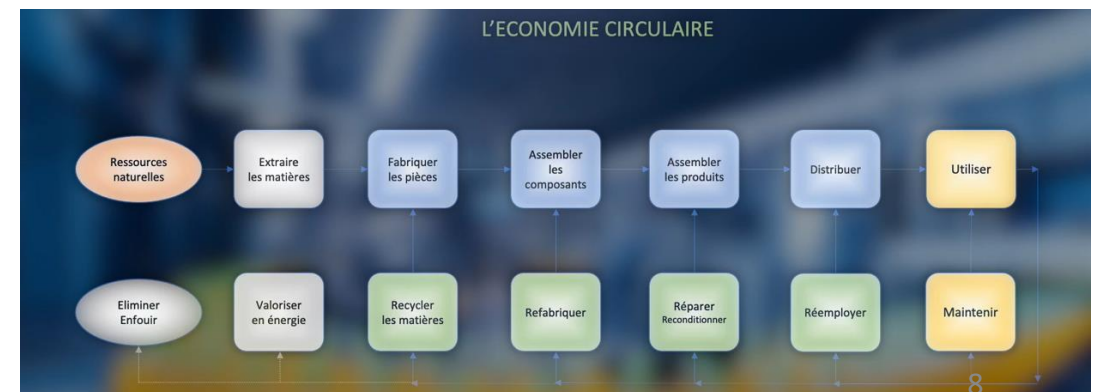 L'ECONOMIE CIRCULAIRE
Ressources
naturelles
Extraire
les matières
Fabriquer
les pièces
Assembler
les
composants
Assembler
les produits
Distribuer
Utiliser
Eliminer
Enfouir
Valoriser
en énergie
Recycler
les matières
Refabriquer
Réparer
Reconditionner
Réemployer
Maintenir
8